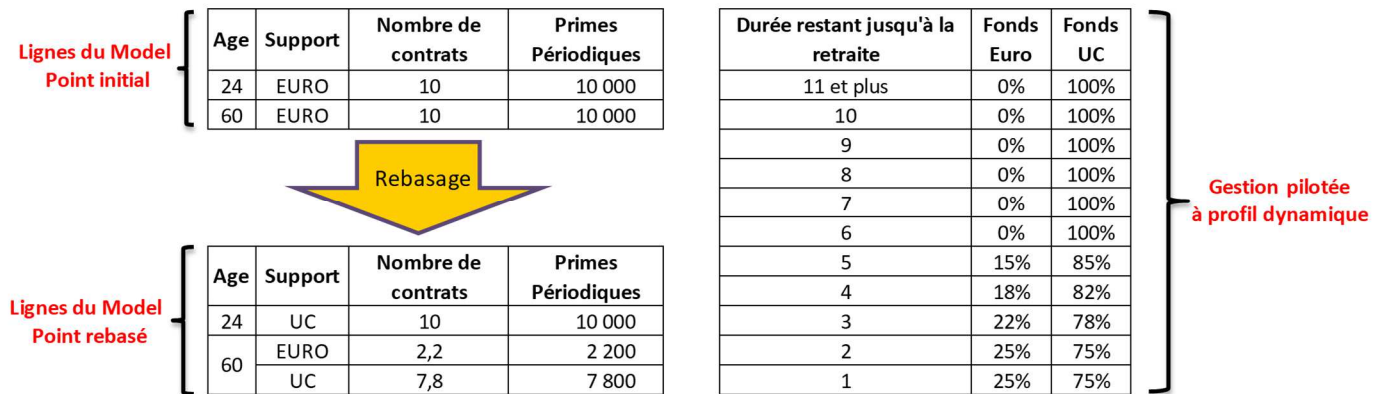 Lignes du Model
Point initial
Age Support Nombre de contrats Primes Périodiques
24 EURO 10 10 000
60 EURO 10 10 000
Rebasage
Lignes du Model
Point rebasé
Age Support Nombre de contrats Primes Périodiques
24 UC 10 10 000
60 EURO 2,2 2 200
UC 7,8 7 800
Durée restant jusqu'à la retraite Fonds Euro Fonds UC
11 et plus 0% 100%
10 0% 100%
9 0% 100%
8 0% 100%
7 0% 100%
6 0% 100%
5 15% 85%
4 18% 82%
3 22% 78%
2 25% 75%
1 25% 75%
Gestion pilotée
à profil dynamique